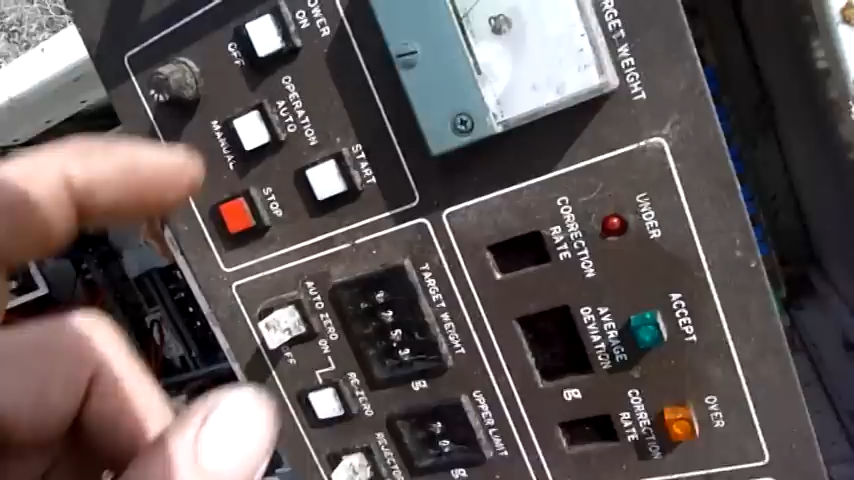 POWER
ON
OFF
OPERATION
AUTO
MANUAL
START
STOP
TARGET WEIGHT
CORRECTION
RATE
UNDER
AVERAGE
DEVIATION
g
ACCEPT
CORRECTION
RATE
OVER
AUTO ZERO
ON
OFF
RE-ZERO
REJECTOR
TARGET WEIGHT
g
UPPER LIMIT
g